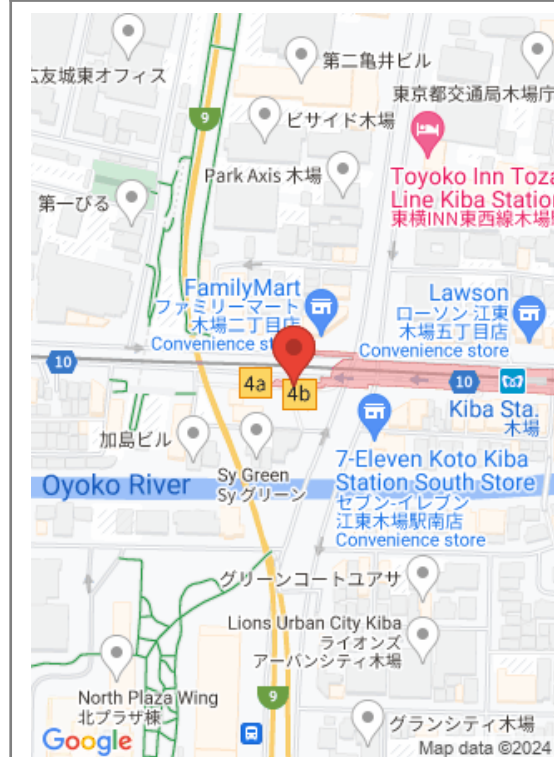 第二亀井ビル
広友城東オフィス
東京都交通局木場庁
9
ビサイド木場
Park Axis 木場
Toyoko Inn Toza
Line Kiba Station
東横INN東西線木場
第一びる
FamilyMart
ファミリーマート
木場二丁目店
Convenience store
Lawson
ローソン 江東
木場五丁目店
Convenience store
10
4a
4b
10
Kiba Sta.
木場
加島ビル
Sy Green
Sy グリーン
7-Eleven Koto Kiba
Station South Store
セブン-イレブン
江東木場駅南店
Convenience store
Oyoko River
グリーンコートユアサ
Lions Urban City Kiba
ライオンズ
アーバンシティ木場
North Plaza Wing
北プラザ棟
9
グランシティ木場
Google
Map data ©2024